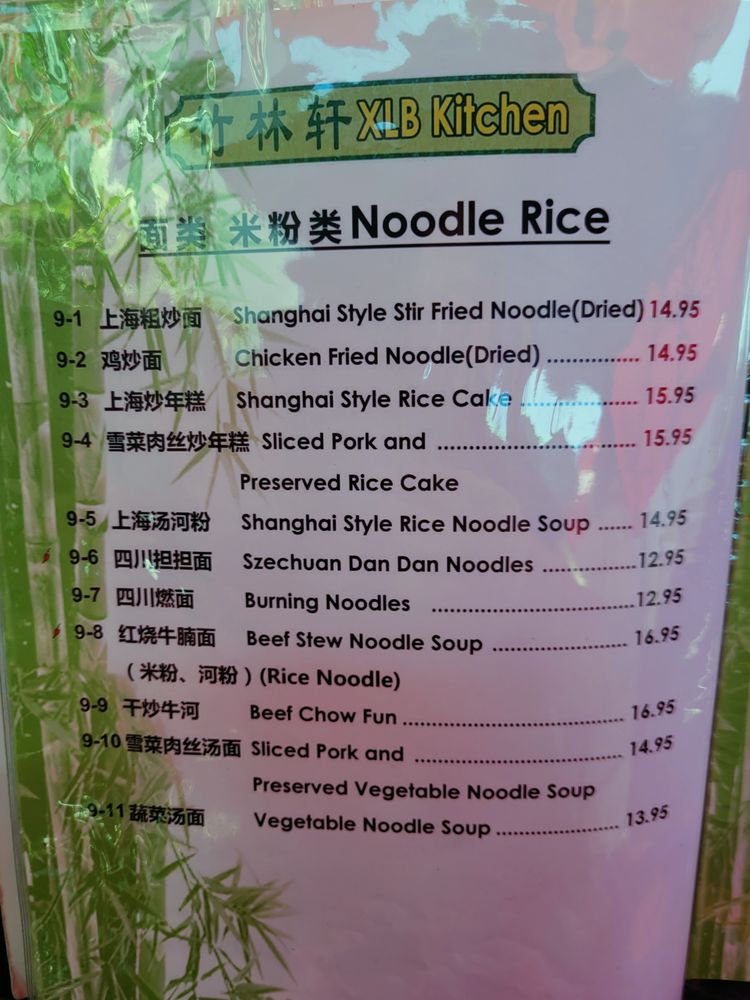 竹林轩 XLB Kitchen
面类 米粉类 Noodle Rice
9-1 上海粗炒面 Shanghai Style Stir Fried Noodle(Dried) 14.95
9-2 鸡炒面 Chicken Fried Noodle(Dried) ............... 14.95
9-3 上海炒年糕 Shanghai Style Rice Cake ................... 15.95
9-4 雪菜肉丝炒年糕 Sliced Pork and ................................ 15.95
Preserved Rice Cake
9-5 上海汤河粉 Shanghai Style Rice Noodle Soup ...... 14.95
9-6 四川担担面 Szechuan Dan Dan Noodles ...............12.95
9-7 四川燃面 Burning Noodles .................................12.95
9-8 红烧牛腩面 Beef Stew Noodle Soup ...................... 16.95
（米粉、河粉）(Rice Noodle)
9-9 干炒牛河 Beef Chow Fun .................................... 16.95
9-10 雪菜肉丝汤面 Sliced Pork and .................................. 14.95
Preserved Vegetable Noodle Soup
9-11 蔬菜汤面 Vegetable Noodle Soup .................... 13.95